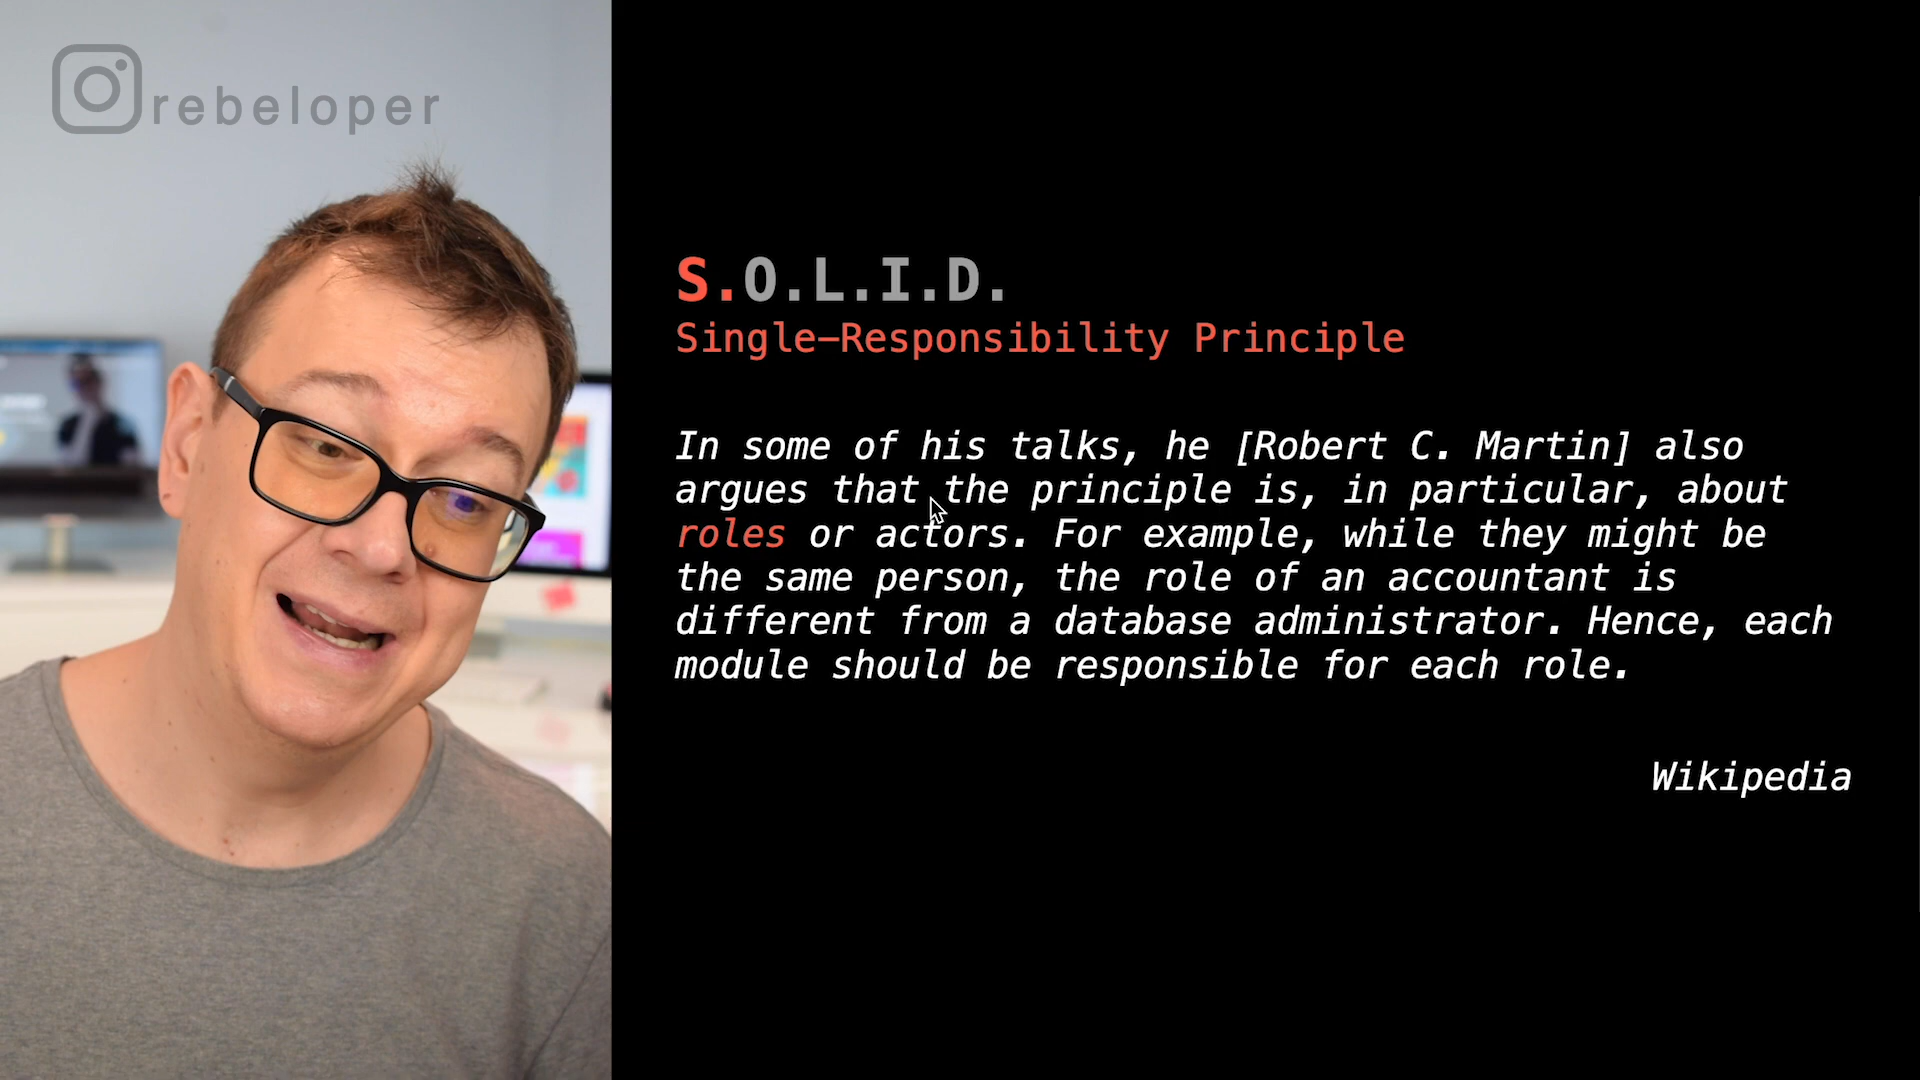 rebeloper
S.O.L.I.D.
Single–Responsibility Principle
In some of his talks, he [Robert C. Martin] also
argues that the principle is, in particular, about
roles or actors. For example, while they might be
the same person, the role of an accountant is
different from a database administrator. Hence, each
module should be responsible for each role.
Wikipedia